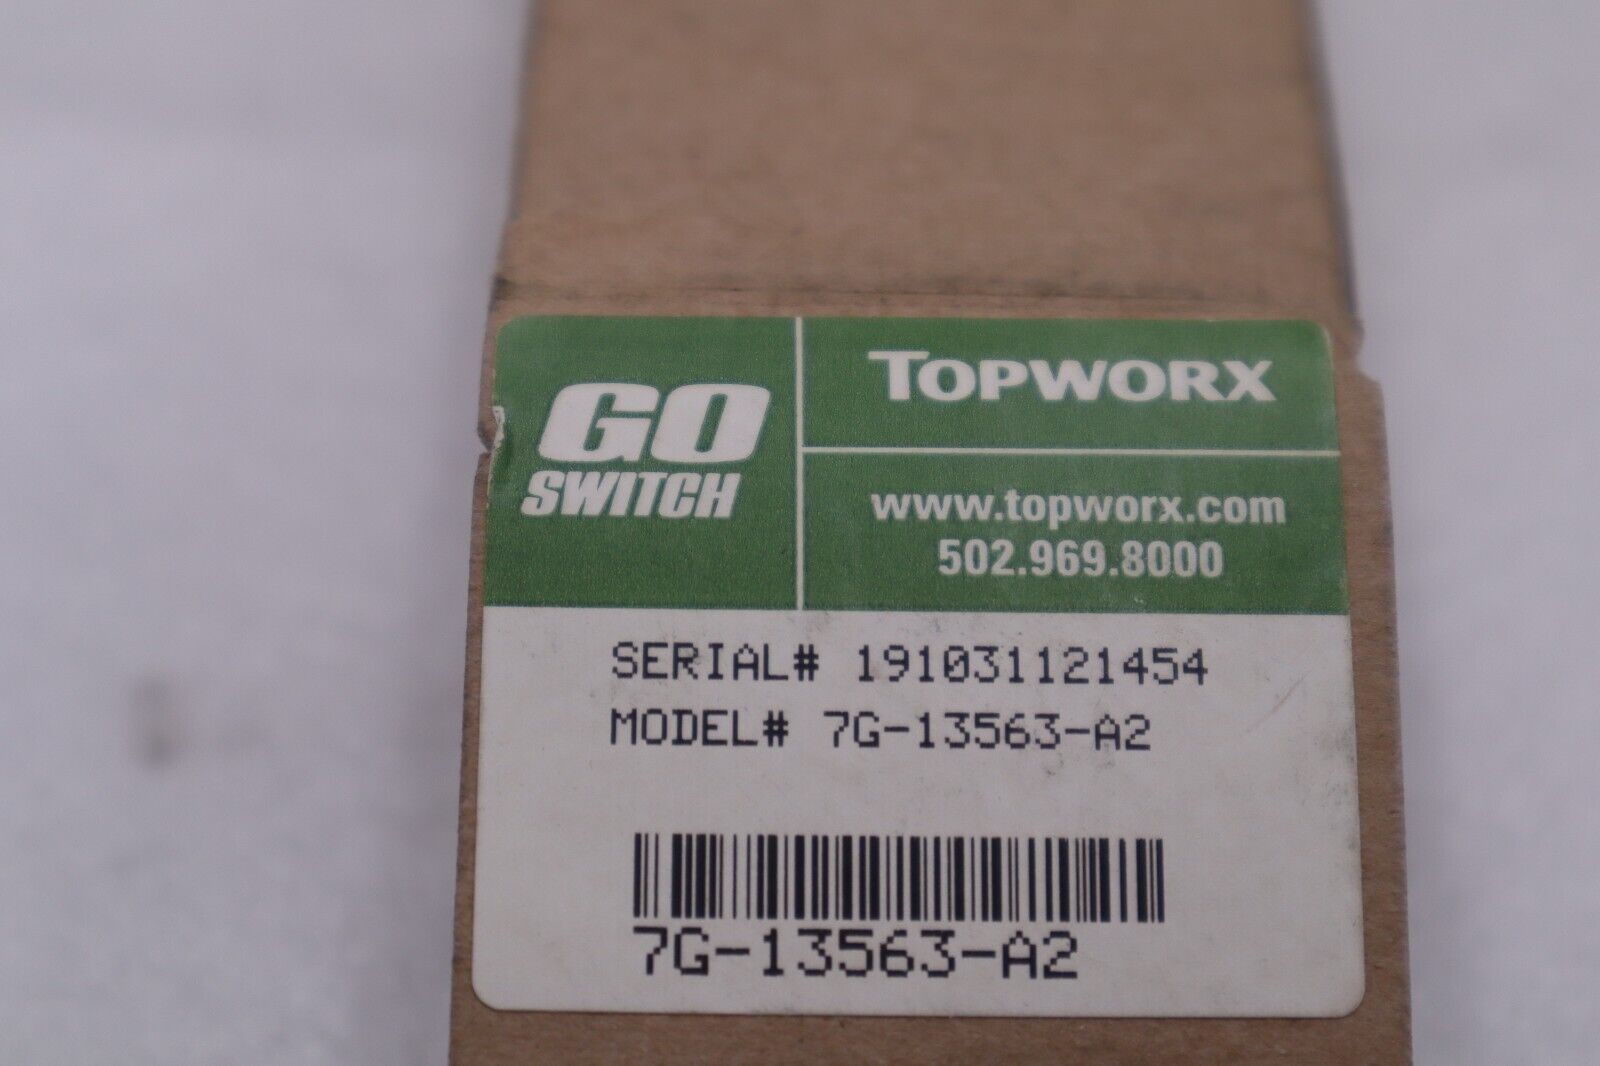 GO
SWITCH
TOPWORX
www.topworx.com
502.969.8000
SERIAL# 191031121454
MODEL# 7G-13563-A2
7G-13563-A2